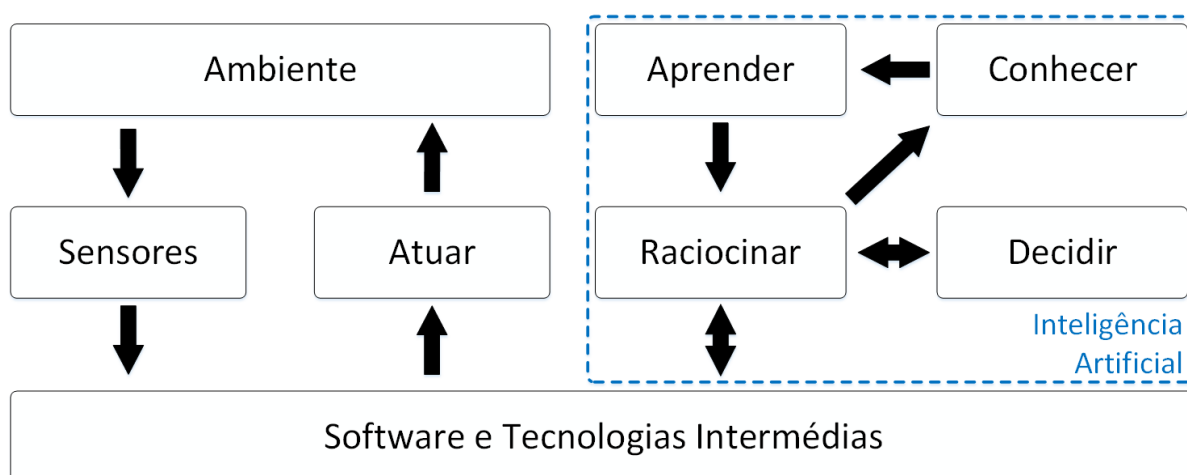 Ambiente
Aprender
Conhecer
Sensores
Atuar
Raciocinar
Decidir
Inteligência
Artificial
Software e Tecnologias Intermédias